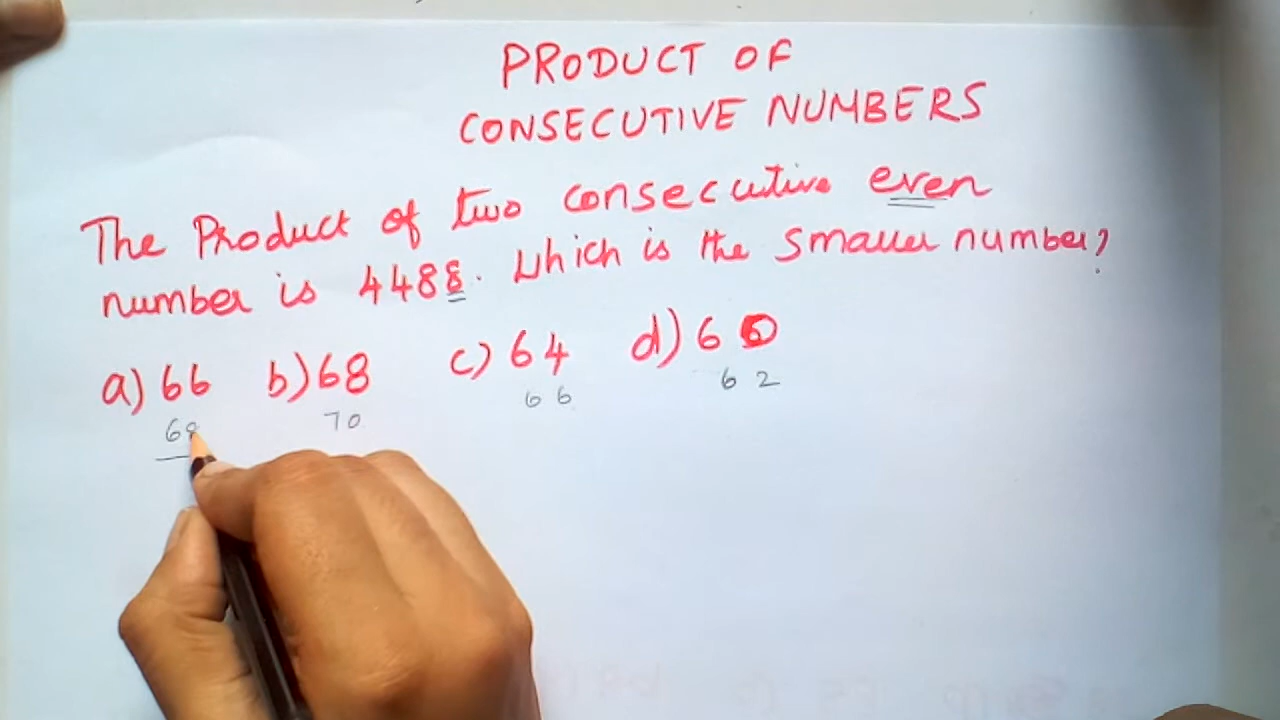 PRODUCT OF
CONSECUTIVE NUMBERS
The Product of two consecutive even
number is 4488. Which is the smaller number?
a) 66 b) 68 c) 64 d) 60
68 70 66 62